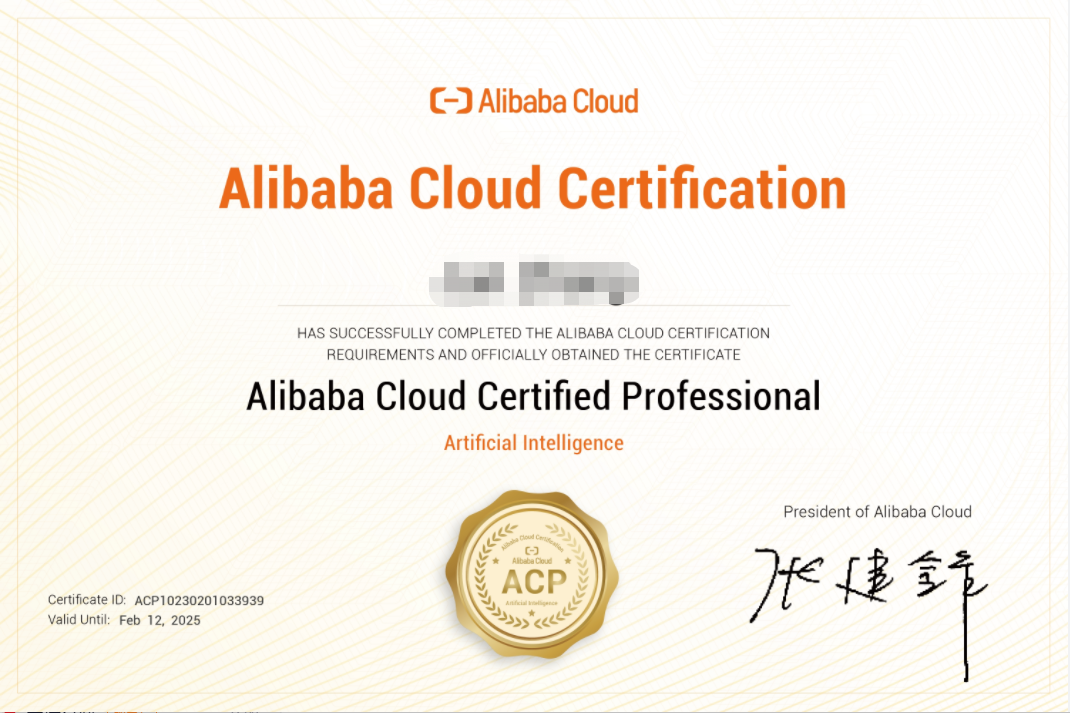 Alibaba Cloud
Alibaba Cloud Certification
HAS SUCCESSFULLY COMPLETED THE ALIBABA CLOUD CERTIFICATION
REQUIREMENTS AND OFFICIALLY OBTAINED THE CERTIFICATE
Alibaba Cloud Certified Professional
Artificial Intelligence
Alibaba Cloud Certification
Alibaba Cloud
ACP
Artificial Intelligence
President of Alibaba Cloud
张建锋
Certificate ID: ACP10230201033939
Valid Until: Feb 12, 2025